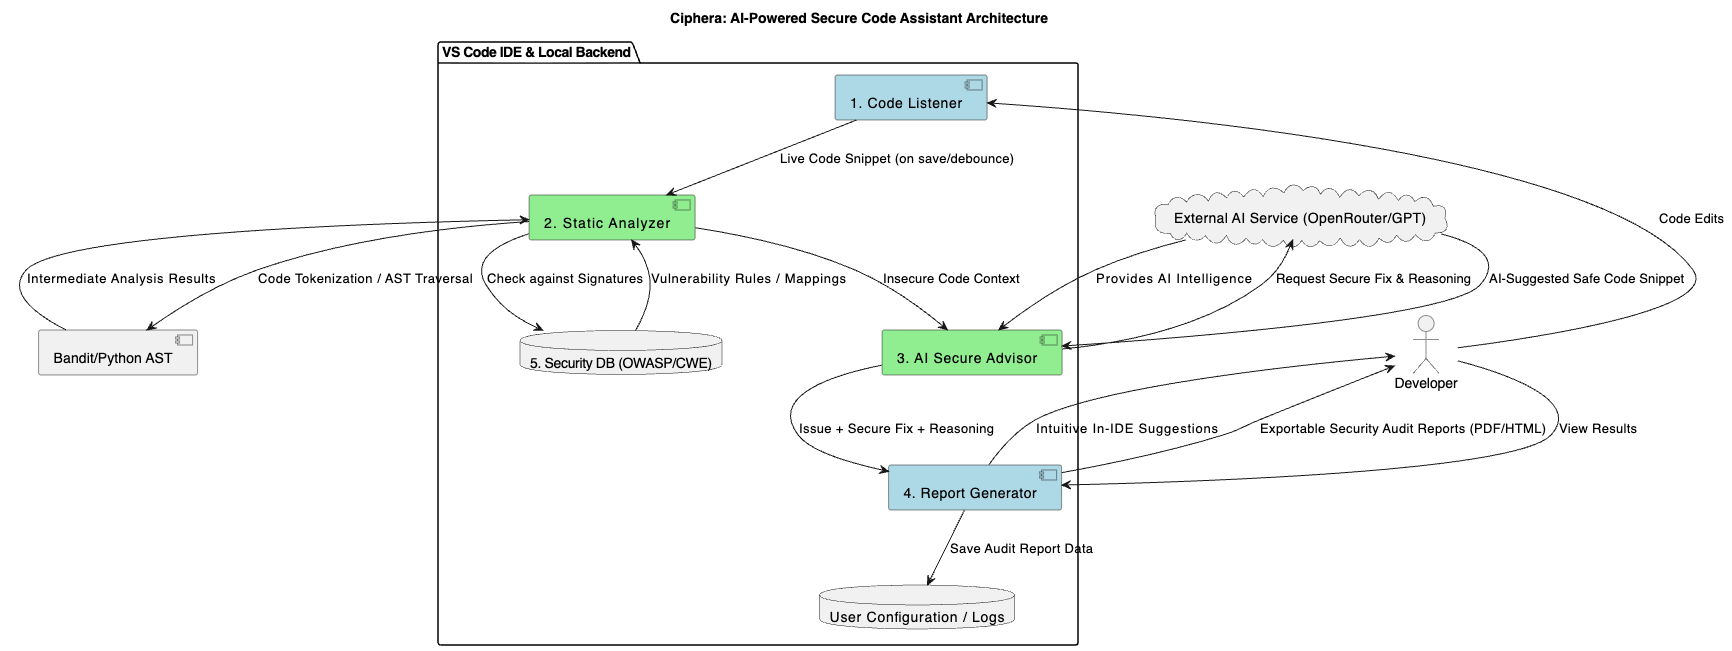 Ciphera: AI-Powered Secure Code Assistant Architecture
VS Code IDE & Local Backend
1. Code Listener
Live Code Snippet (on save/debounce)
2. Static Analyzer
External AI Service (OpenRouter/GPT)
Code Edits
Intermediate Analysis Results
Code Tokenization / AST Traversal
Check against Signatures
Vulnerability Rules / Mappings
Insecure Code Context
Provides AI Intelligence
Request Secure Fix & Reasoning
AI-Suggested Safe Code Snippet
Bandit/Python AST
5. Security DB (OWASP/CWE)
3. AI Secure Advisor
Developer
Issue + Secure Fix + Reasoning
Intuitive In-IDE Suggestions
Exportable Security Audit Reports (PDF/HTML)
View Results
4. Report Generator
Save Audit Report Data
User Configuration / Logs